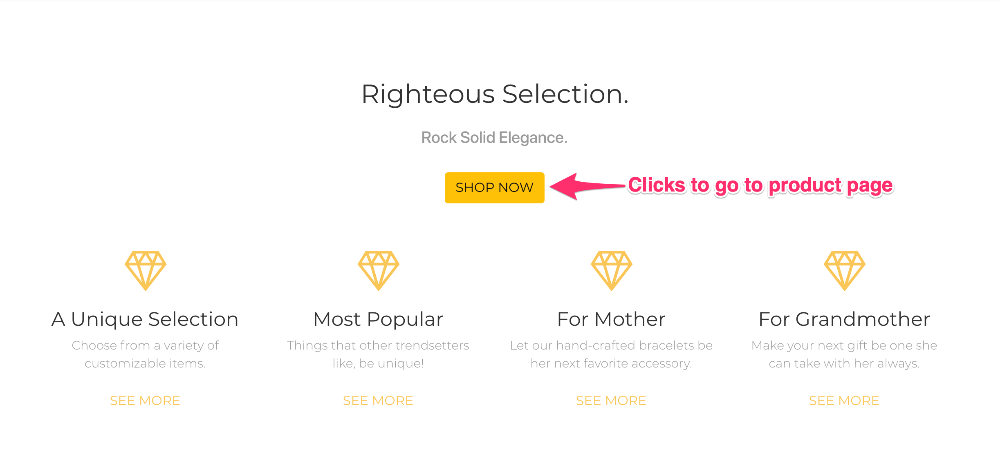 Righteous Selection.
Rock Solid Elegance.
SHOP NOW
Clicks to go to product page
A Unique Selection
Choose from a variety of
customizable items.
SEE MORE
Most Popular
Things that other trendsetters
like, be unique!
SEE MORE
For Mother
Let our hand-crafted bracelets be
her next favorite accessory.
SEE MORE
For Grandmother
Make your next gift be one she
can take with her always.
SEE MORE